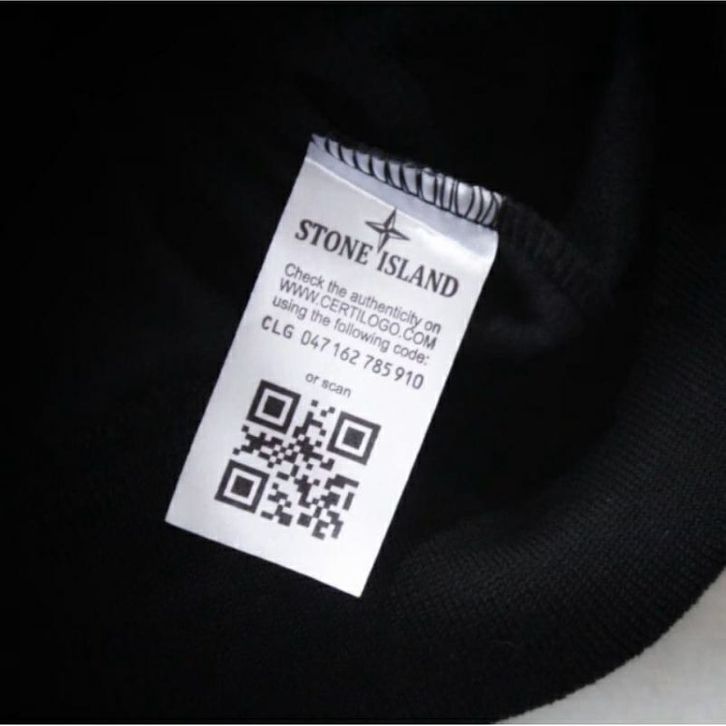 STONE ISLAND
Check the authenticity on
WWW.CERTILOGO.COM
using the following code:
CLG 047 162 785 910
or scan